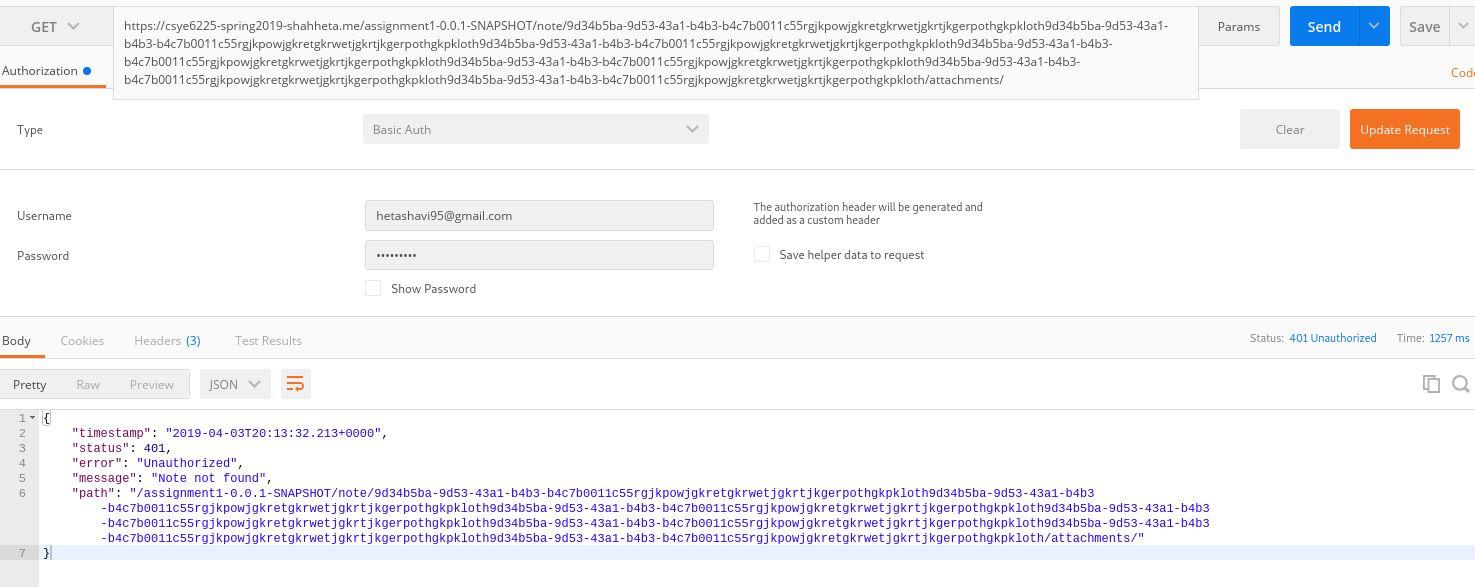 GET
https://csye6225-spring2019-shahheta.me/assignment1-0.0.1-SNAPSHOT/note/9d34b5ba-9d53-43a1-b4b3-b4c7b0011c55rgjkpowjgkretgkrwetjgkrtjkgerpothgkpkloth9d34b5ba-9d53-43a1-
b4b3-b4c7b0011c55rgjkpowjgkretgkrwetjgkrtjkgerpothgkpkloth9d34b5ba-9d53-43a1-b4b3-b4c7b0011c55rgjkpowjgkretgkrwetjgkrtjkgerpothgkpkloth9d34b5ba-9d53-43a1-b4b3-
b4c7b0011c55rgjkpowjgkretgkrwetjgkrtjkgerpothgkpkloth9d34b5ba-9d53-43a1-b4b3-b4c7b0011c55rgjkpowjgkretgkrwetjgkrtjkgerpothgkpkloth9d34b5ba-9d53-43a1-b4b3-
b4c7b0011c55rgjkpowjgkretgkrwetjgkrtjkgerpothgkpkloth9d34b5ba-9d53-43a1-b4b3-b4c7b0011c55rgjkpowjgkretgkrwetjgkrtjkgerpothgkpkloth/attachments/
Params
Send
Save
Authorization
Code
Type
Basic Auth
Clear
Update Request
Username
hetashavi95@gmail.com
The authorization header will be generated and
added as a custom header
Password
•••••••••
Save helper data to request
Show Password
Body Cookies Headers (3) Test Results
Status: 401 Unauthorized Time: 1257 ms
Pretty Raw Preview JSON
1 {
2 "timestamp": "2019-04-03T20:13:32.213+0000",
3 "status": 401,
4 "error": "Unauthorized",
5 "message": "Note not found",
6 "path": "/assignment1-0.0.1-SNAPSHOT/note/9d34b5ba-9d53-43a1-b4b3-b4c7b0011c55rgjkpowjgkretgkrwetjgkrtjkgerpothgkpkloth9d34b5ba-9d53-43a1-b4b3
-b4c7b0011c55rgjkpowjgkretgkrwetjgkrtjkgerpothgkpkloth9d34b5ba-9d53-43a1-b4b3-b4c7b0011c55rgjkpowjgkretgkrwetjgkrtjkgerpothgkpkloth9d34b5ba-9d53-43a1-b4b3
-b4c7b0011c55rgjkpowjgkretgkrwetjgkrtjkgerpothgkpkloth9d34b5ba-9d53-43a1-b4b3-b4c7b0011c55rgjkpowjgkretgkrwetjgkrtjkgerpothgkpkloth9d34b5ba-9d53-43a1-b4b3
-b4c7b0011c55rgjkpowjgkretgkrwetjgkrtjkgerpothgkpkloth9d34b5ba-9d53-43a1-b4b3-b4c7b0011c55rgjkpowjgkretgkrwetjgkrtjkgerpothgkpkloth/attachments/"
7 }